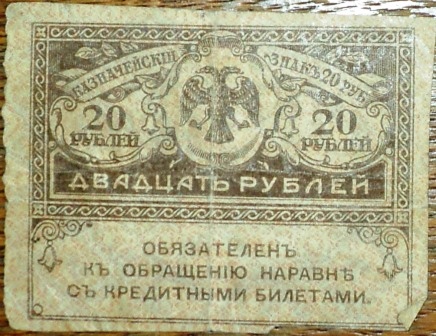 КАЗНАЧЕЙСКІЙ ЗНАКЪ 20 РУБ.
20 РУБЛЕЙ
20 РУБЛЕЙ
ДВАДЦАТЬ РУБЛЕЙ
ОБЯЗАТЕЛЕНЪ
КЪ ОБРАЩЕНІЮ НАРАВНѢ
СЪ КРЕДИТНЫМИ БИЛЕТАМИ.